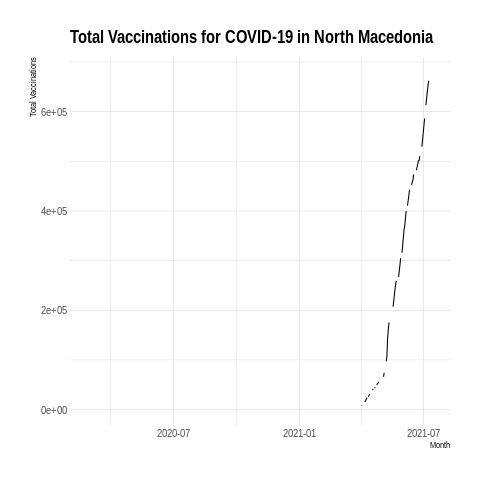 Total Vaccinations for COVID-19 in North Macedonia
Total Vaccinations
6e+05
4e+05
2e+05
0e+00
2020-07
2021-01
2021-07
Month